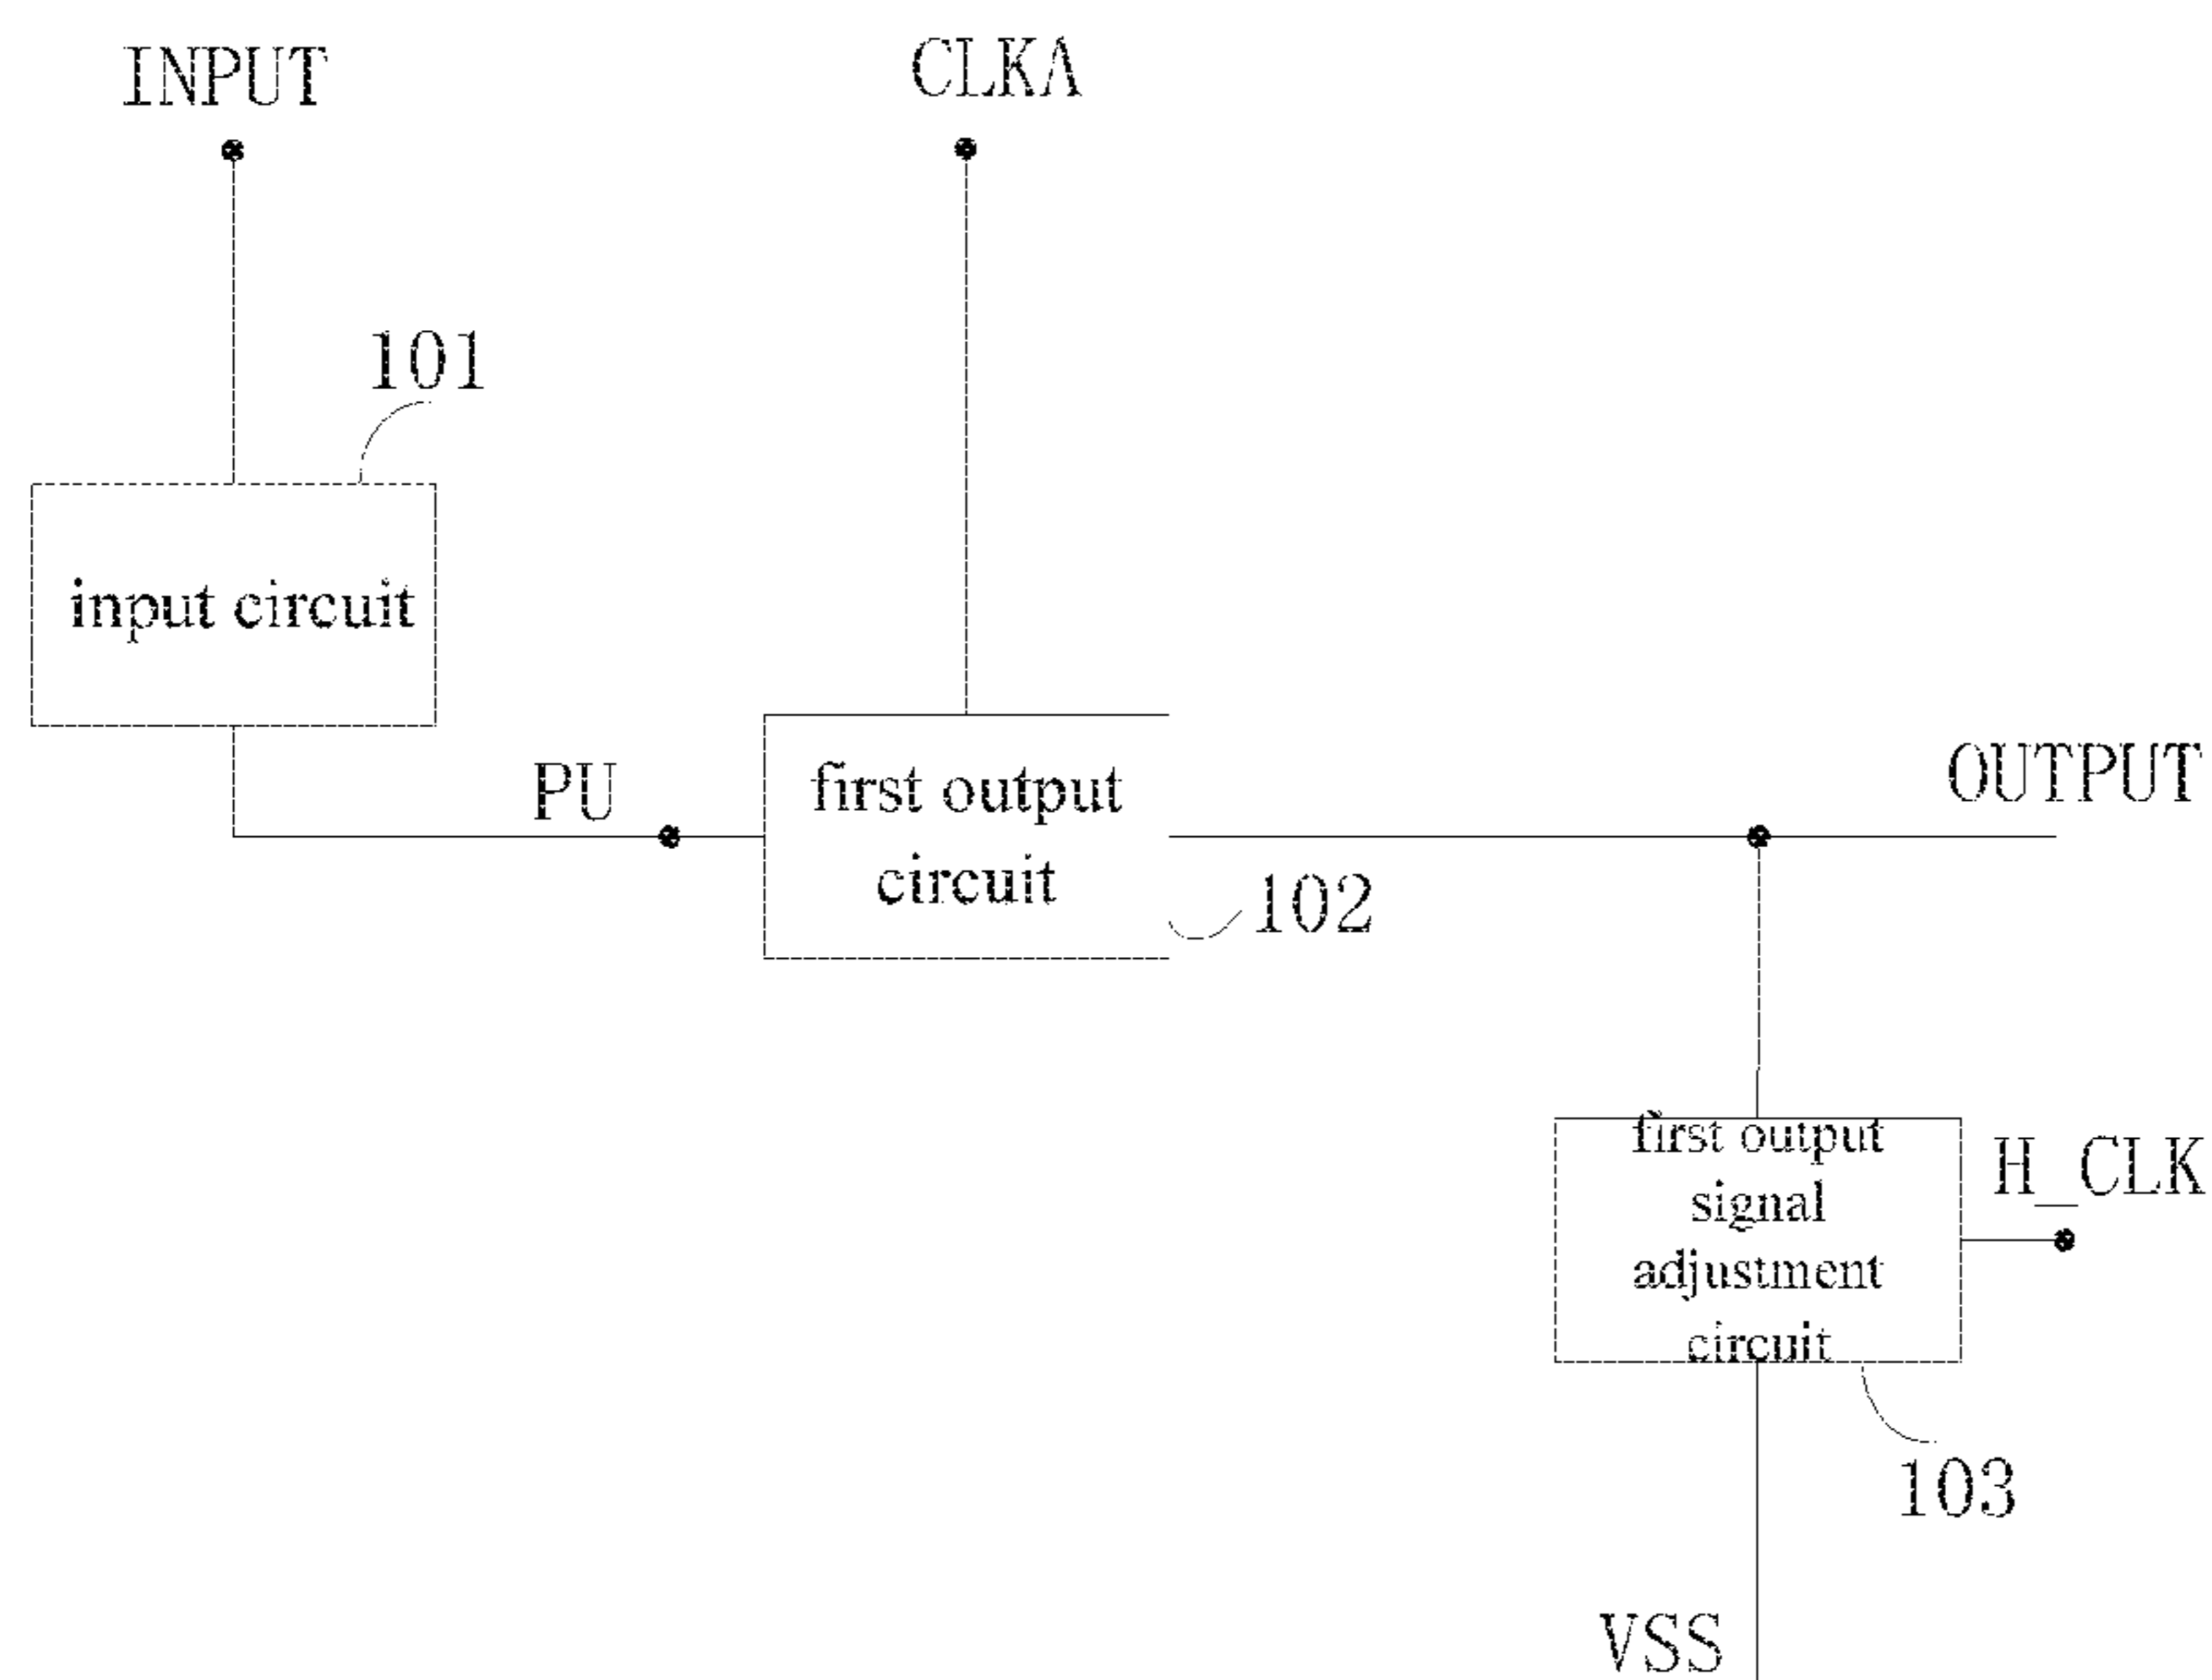 INPUT
CLKA
101
input circuit
PU
first output
circuit
OUTPUT
102
first output
signal
adjustment
circuit
H_CLK
103
VSS